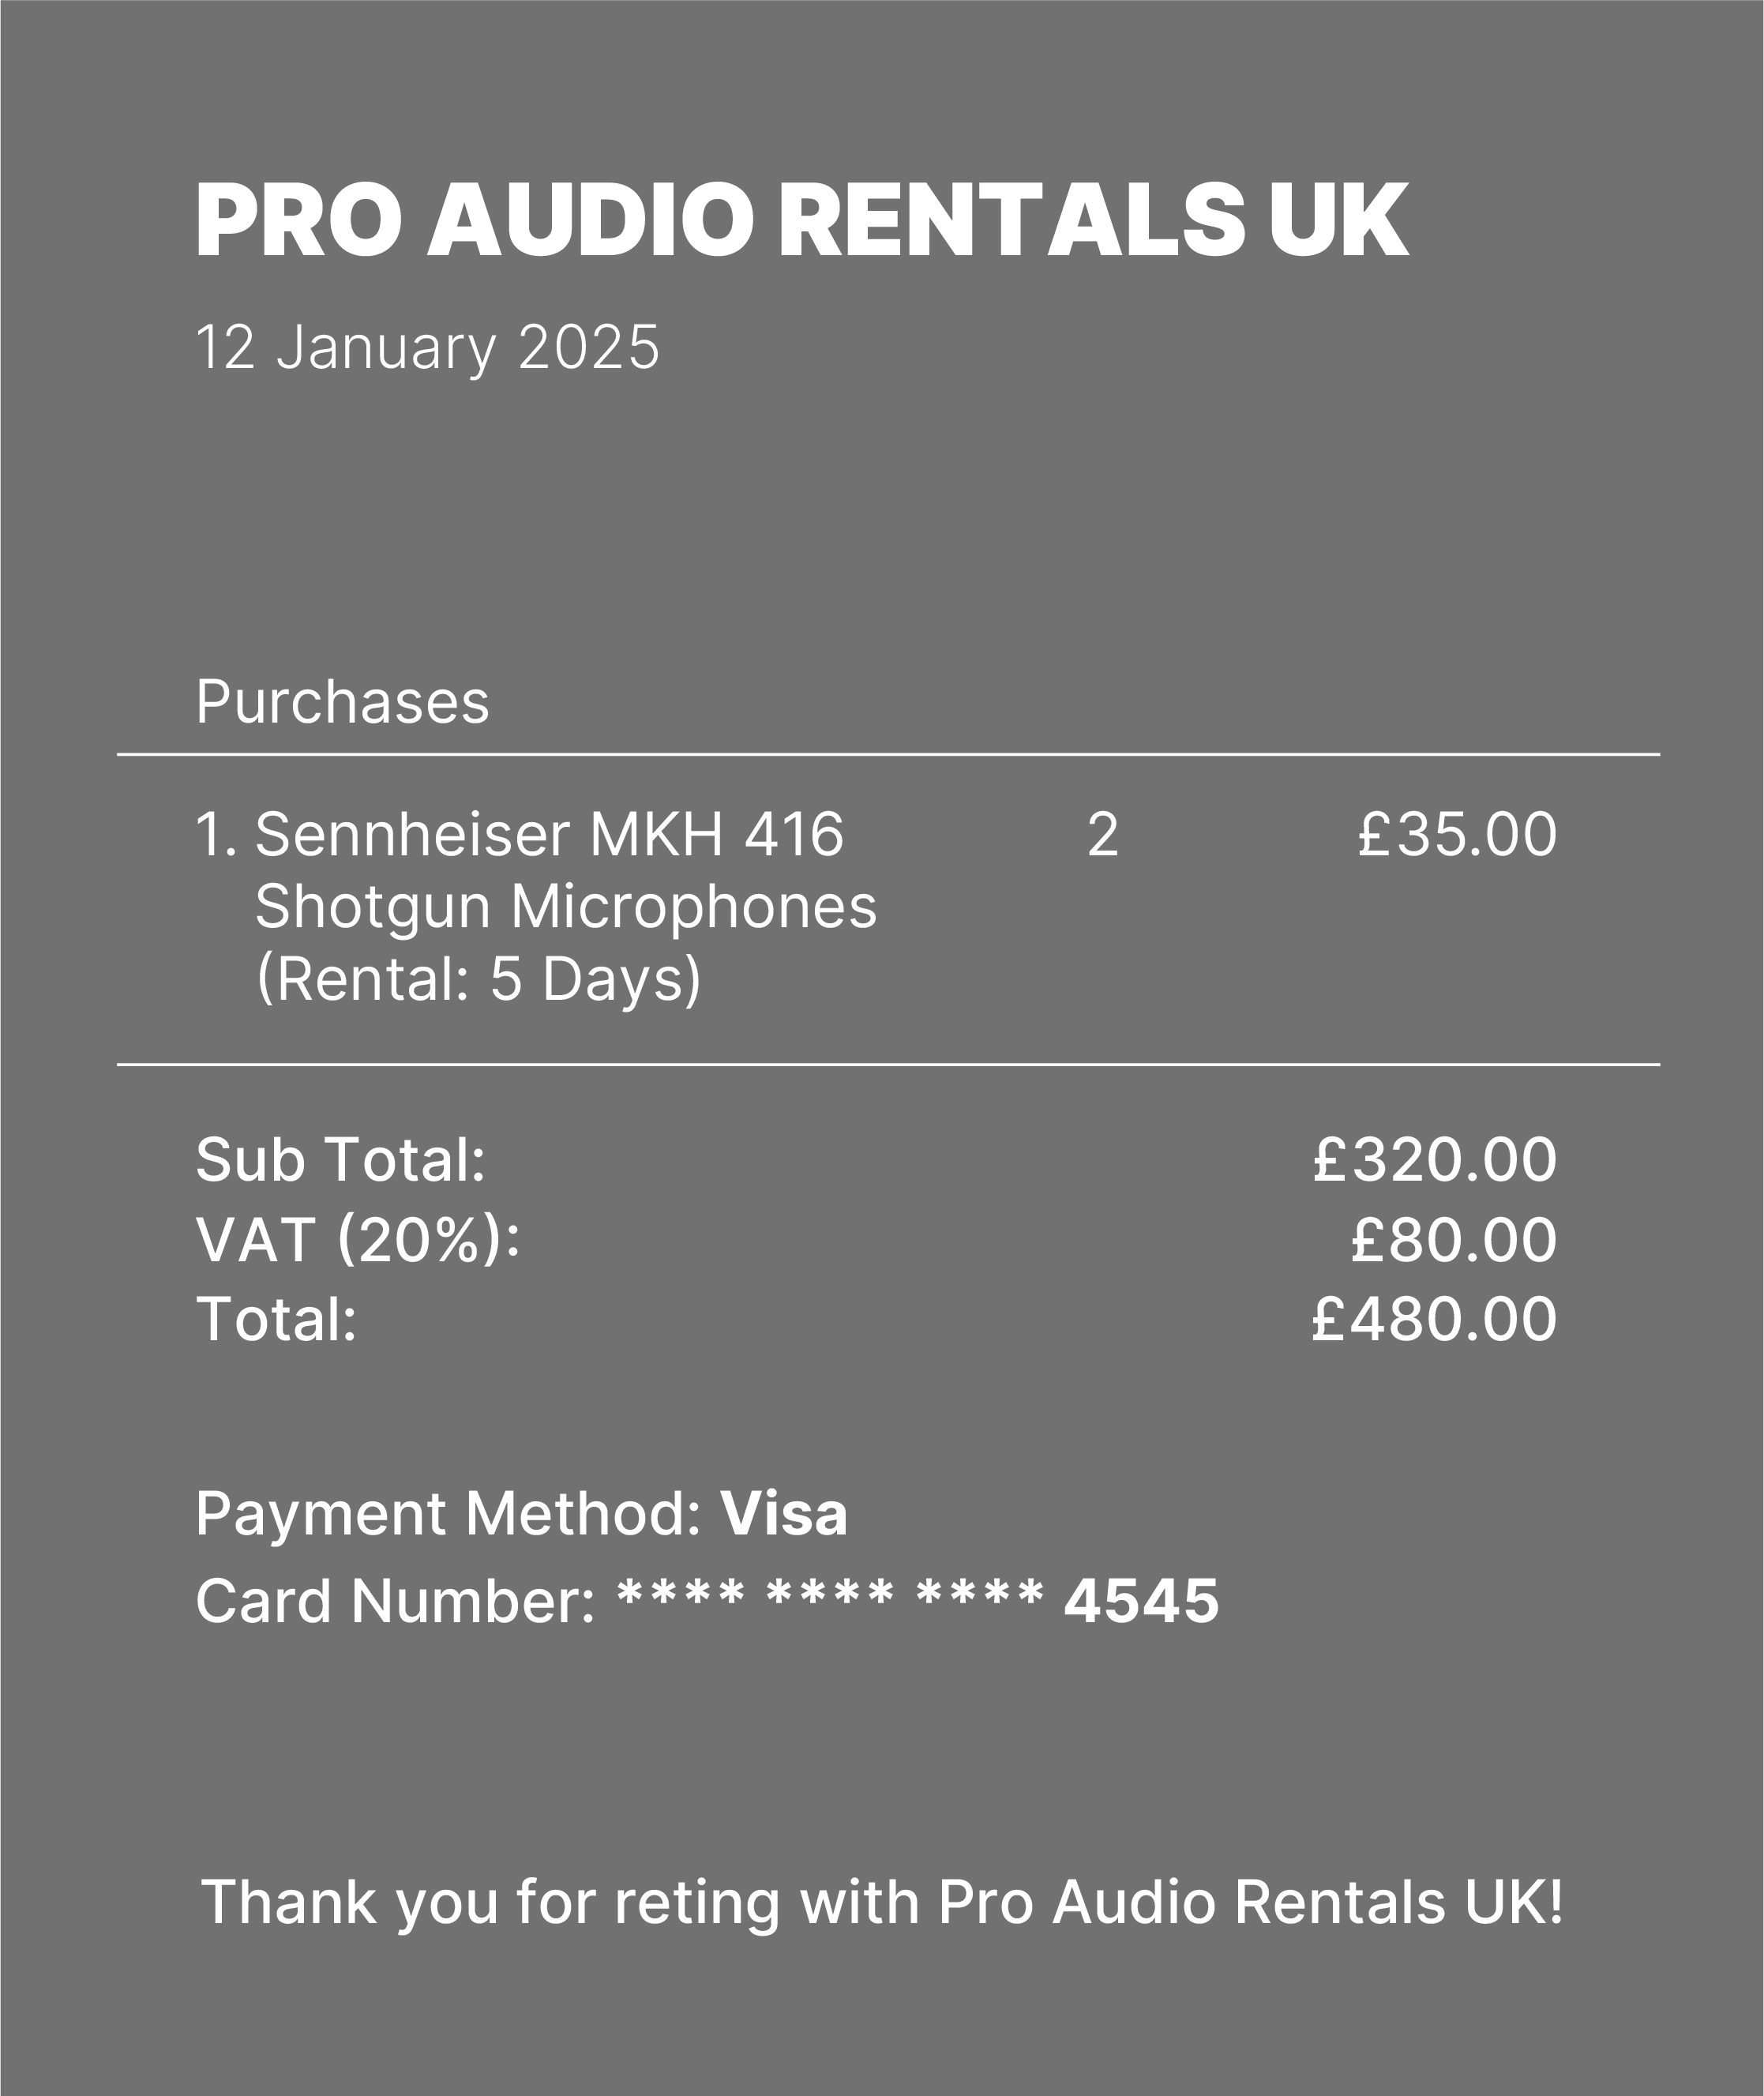 PRO AUDIO RENTALS UK
12 January 2025
Purchases
1. Sennheiser MKH 416 2 £35.00
Shotgun Microphones
(Rental: 5 Days)
Sub Total: £320.00
VAT (20%): £80.00
Total: £480.00
Payment Method: Visa
Card Number: **** **** **** 4545
Thank you for reting with Pro Audio Rentals UK!